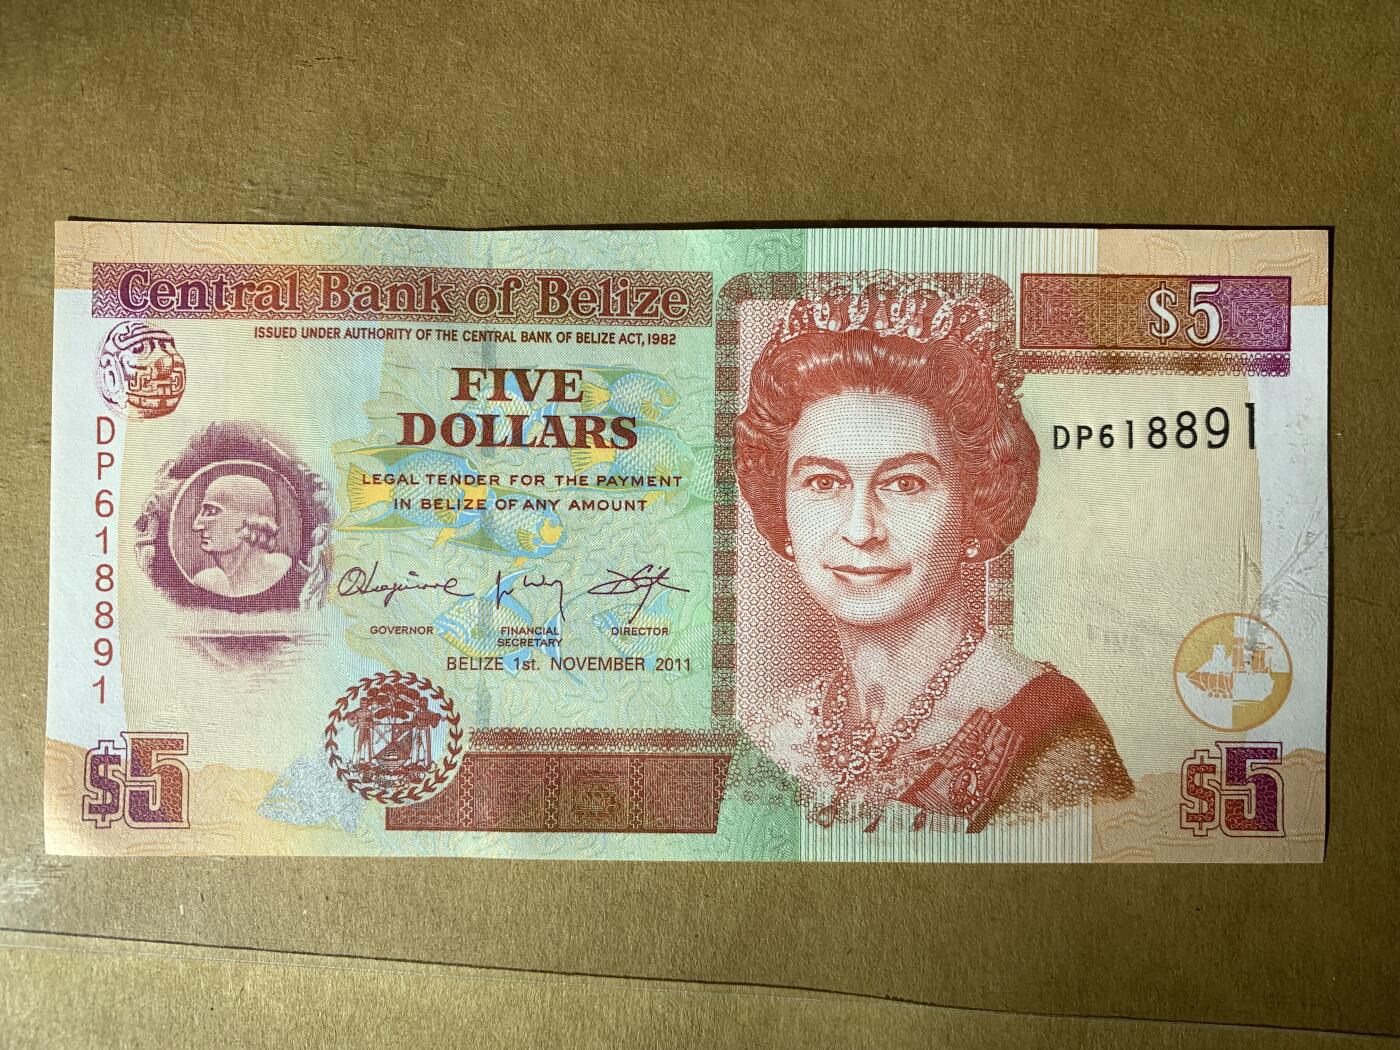 Central Bank of Belize
$5
ISSUED UNDER AUTHORITY OF THE CENTRAL BANK OF BELIZE ACT, 1982
FIVE
DOLLARS
DP618891
LEGAL TENDER FOR THE PAYMENT
IN BELIZE OF ANY AMOUNT
DP618891
GOVERNOR
FINANCIAL
SECRETARY
DIRECTOR
BELIZE 1st. NOVEMBER 2011
$5
$5